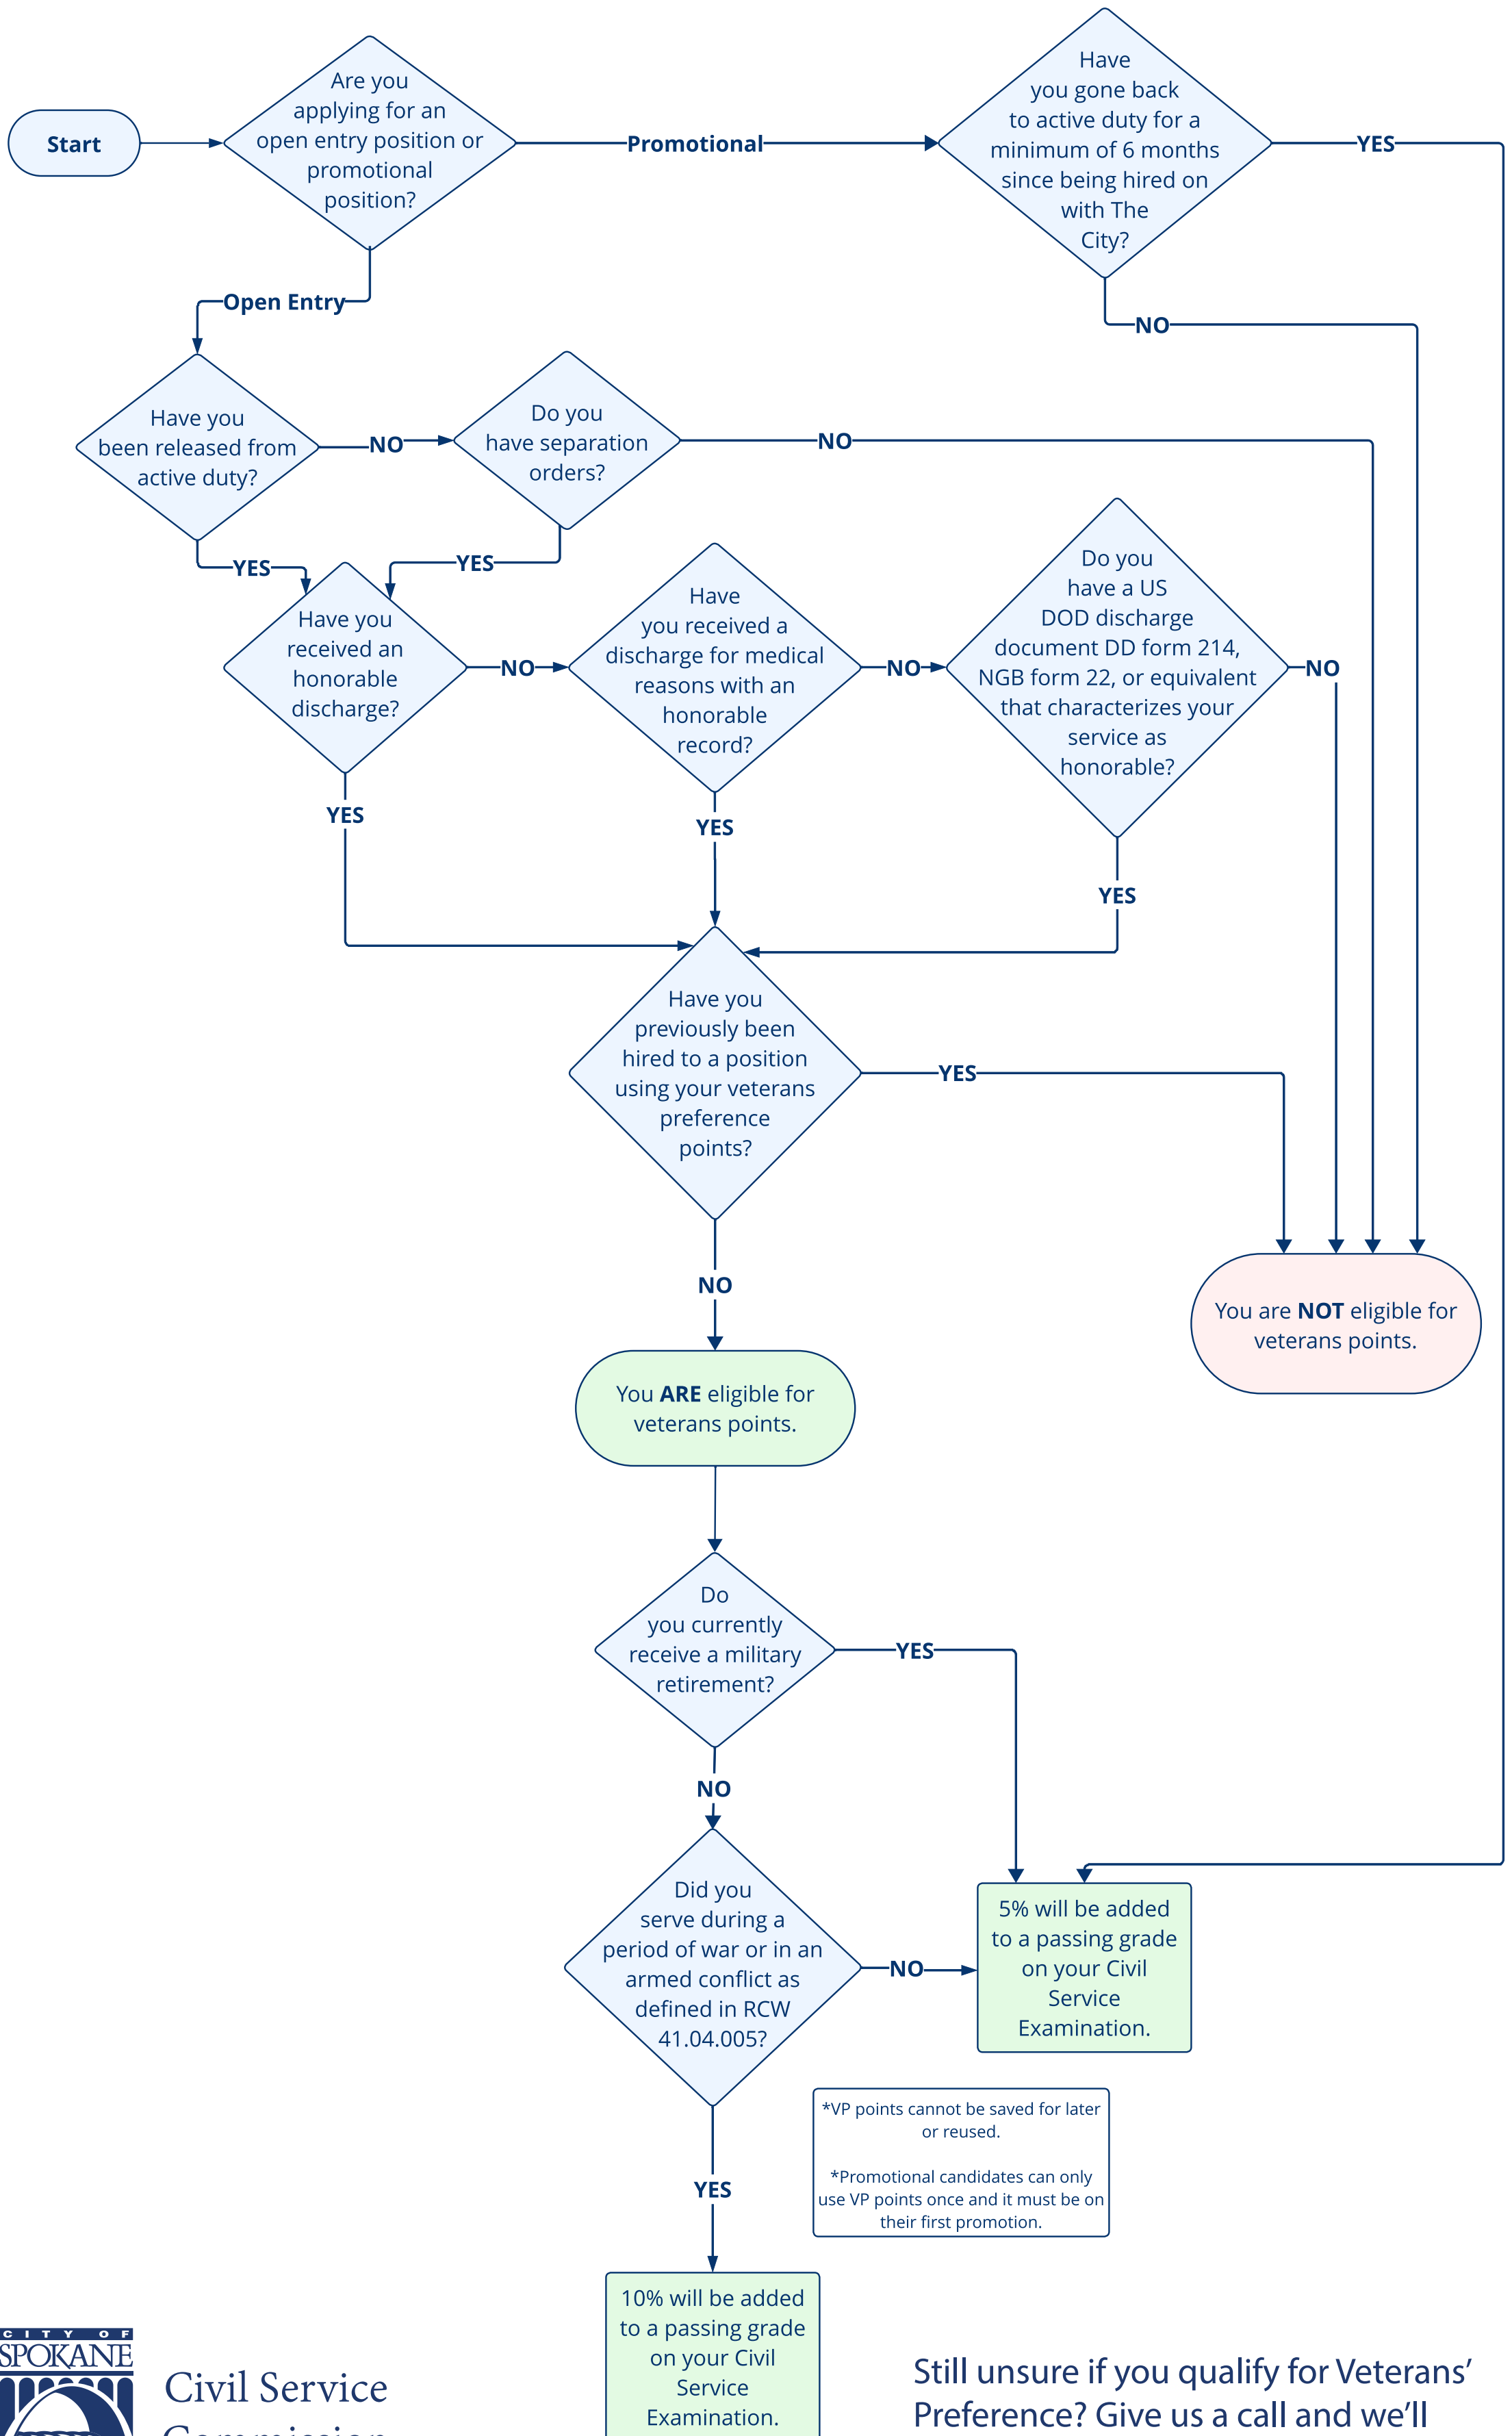 Start
Are you
applying for an
open entry position or
promotional
position?
Promotional
Have
you gone back
to active duty for a
minimum of 6 months
since being hired on
with The
City?
YES
Open Entry
NO
Have you
been released from
active duty?
NO
Do you
have separation
orders?
NO
YES
YES
Have you
received an
honorable
discharge?
NO
Have
you received a
discharge for medical
reasons with an
honorable
record?
NO
Do you
have a US
DOD discharge
document DD form 214,
NGB form 22, or equivalent
that characterizes your
service as
honorable?
NO
YES
YES
YES
Have you
previously been
hired to a position
using your veterans
preference
points?
YES
NO
You are NOT eligible for
veterans points.
You ARE eligible for
veterans points.
Do
you currently
receive a military
retirement?
YES
NO
Did you
serve during a
period of war or in an
armed conflict as
defined in RCW
41.04.005?
NO
5% will be added
to a passing grade
on your Civil
Service
Examination.
*VP points cannot be saved for later
or reused.
*Promotional candidates can only
use VP points once and it must be on
their first promotion.
YES
10% will be added
to a passing grade
on your Civil
Service
Examination.
CITY OF
SPOKANE
Civil Service
Commission
Still unsure if you qualify for Veterans’
Preference? Give us a call and we’ll